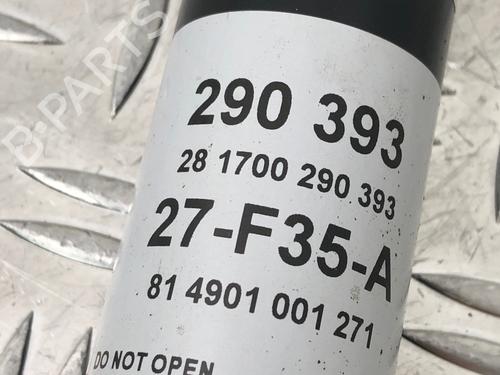 B-PARTS
290 393
28 1700 290 393
27-F35-A
81 4901 001 271
DO NOT OPEN